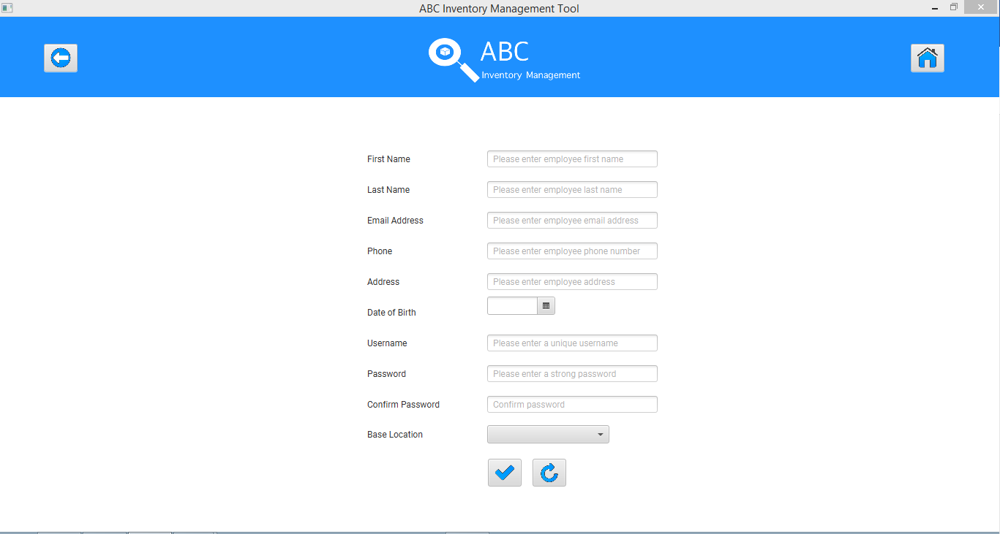 ABC Inventory Management Tool
ABC
Inventory Management
First Name Please enter employee first name
Last Name Please enter employee last name
Email Address Please enter employee email address
Phone Please enter employee phone number
Address Please enter employee address
Date of Birth
Username Please enter a unique username
Password Please enter a strong password
Confirm Password Confirm password
Base Location